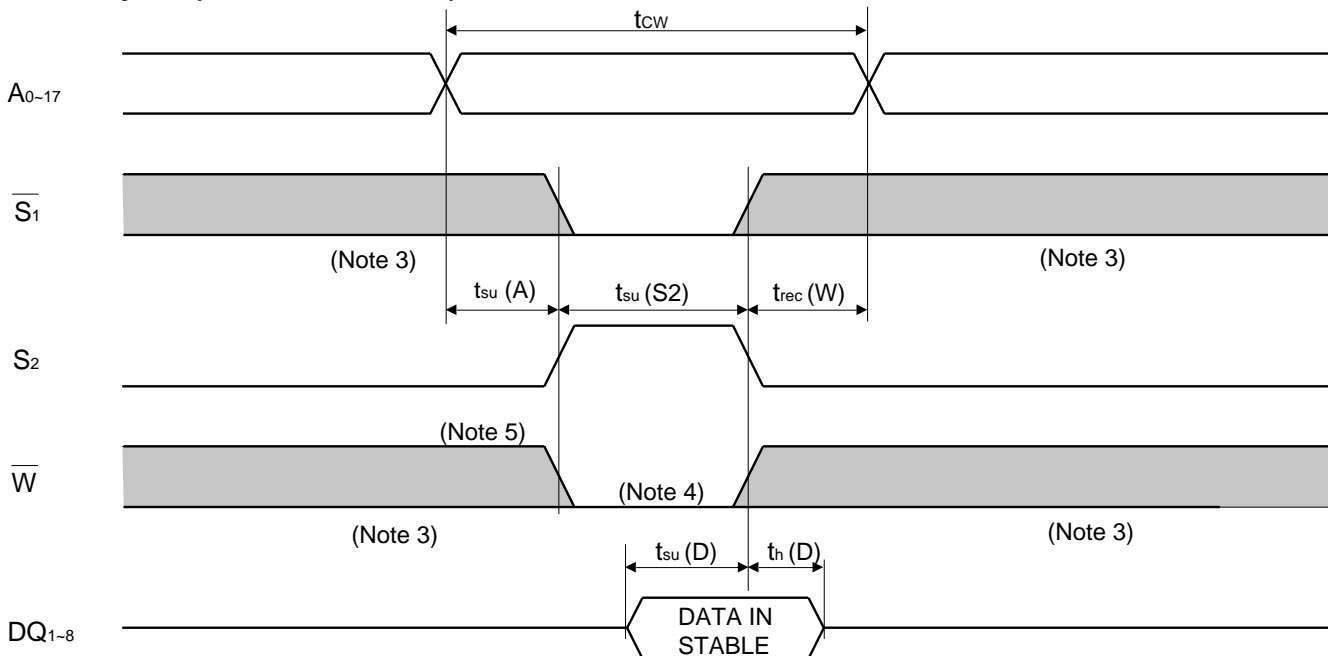 tCW
A0~17
S1
(Note 3) (Note 3)
tsu (A) tsu (S2) trec (W)
S2
(Note 5)
W
(Note 4)
(Note 3) (Note 3)
tsu (D) th (D)
DQ1~8
DATA IN
STABLE